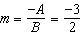 m = -A/B = -3/2